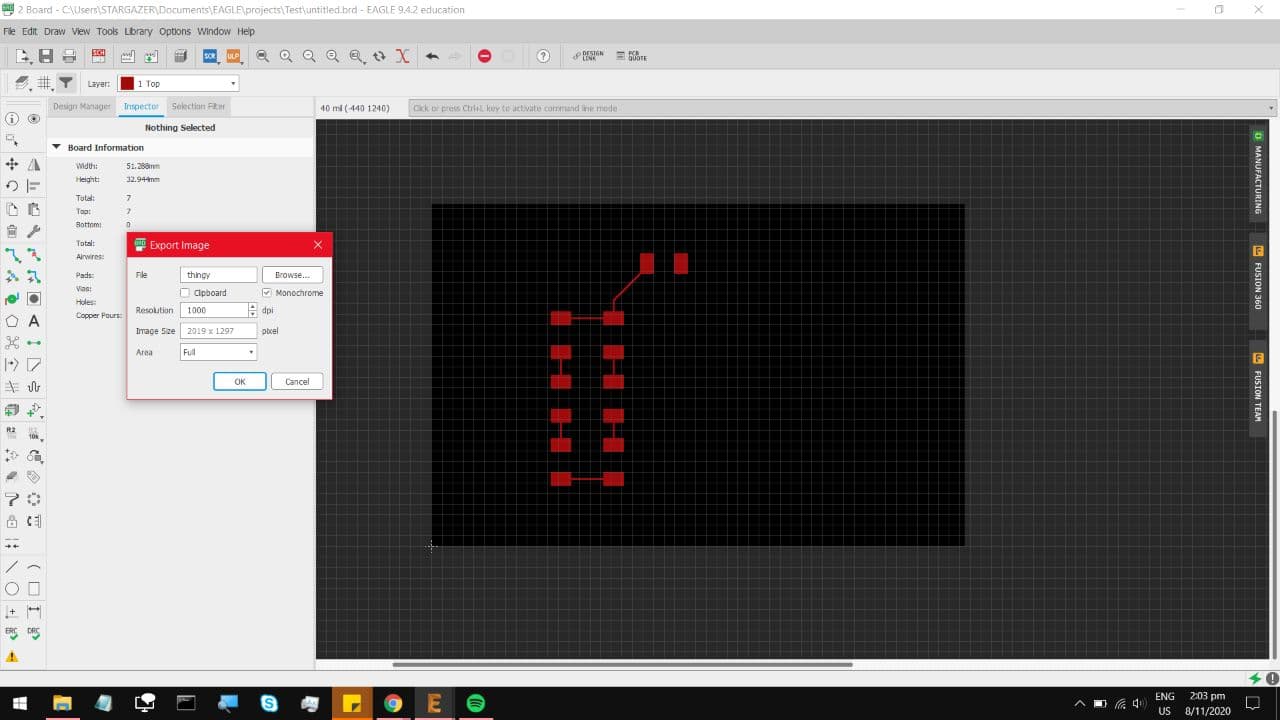 2 Board - C:\Users\STARGAZER\Documents\EAGLE\projects\Test\untitled.brd - EAGLE 9.4.2 education
File Edit Draw View Tools Library Options Window Help
SCH SCR ULP DESIGN LINK PCB QUOTE
Layer: 1 Top
Design Manager Inspector Selection Filter
40 mil (-440 1240) Click or press Ctrl+L key to activate command line mode
Nothing Selected
Board Information
Width: 51.288mm
Height: 32.944mm
Total: 7
Top: 7
Bottom: 0
Total:
Airwires:
Pads:
Vias:
Holes:
Copper Pours:
Export Image
File thingy Browse...
Clipboard Monochrome
Resolution 1000 dpi
Image Size 2019 x 1297 pixel
Area Full
OK Cancel
MANUFACTURING
FUSION 360
FUSION TEAM
R2 10k
ERC DRC
ENG
US
2:03 pm
8/11/2020